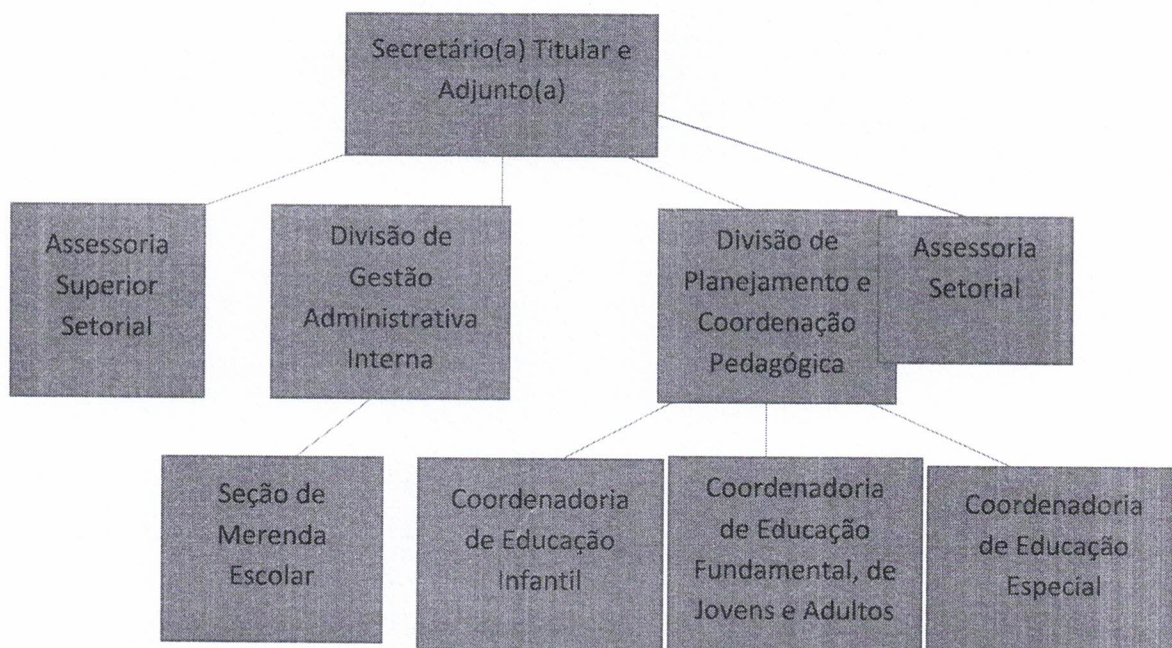 Secretário(a) Titular e
Adjunto(a)
Assessoria
Superior
Setorial
Divisão de
Gestão
Administrativa
Interna
Divisão de
Planejamento e
Coordenação
Pedagógica
Assessoria
Setorial
Seção de
Merenda
Escolar
Coordenadoria
de Educação
Infantil
Coordenadoria
de Educação
Fundamental, de
Jovens e Adultos
Coordenadoria
de Educação
Especial